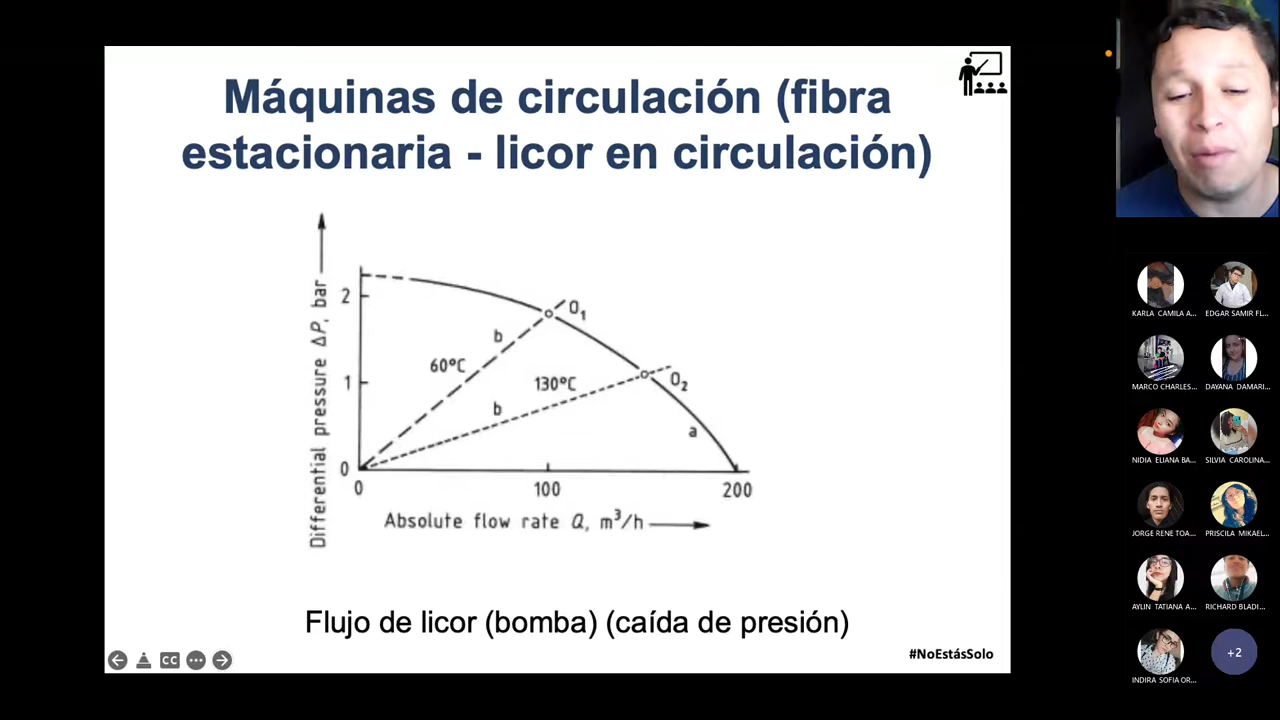 Máquinas de circulación (fibra
estacionaria - licor en circulación)
Differential pressure ΔP, bar
2
1
0
O₁
b
60°C
130°C
O₂
b
a
0
100
200
Absolute flow rate Q, m³/h
Flujo de licor (bomba) (caída de presión)
#NoEstásSolo
CC
KARLA CAMILA A...
EDGAR SAMIR FL...
MARCO CHARLES...
DAYANA DAMARI...
NIDIA ELIANA BA...
SILVIA CAROLINA...
JORGE RENE TOA...
PRISCILA MIKAEL...
AYLIN TATIANA A...
RICHARD BLADI...
INDIRA SOFIA OR...
+2